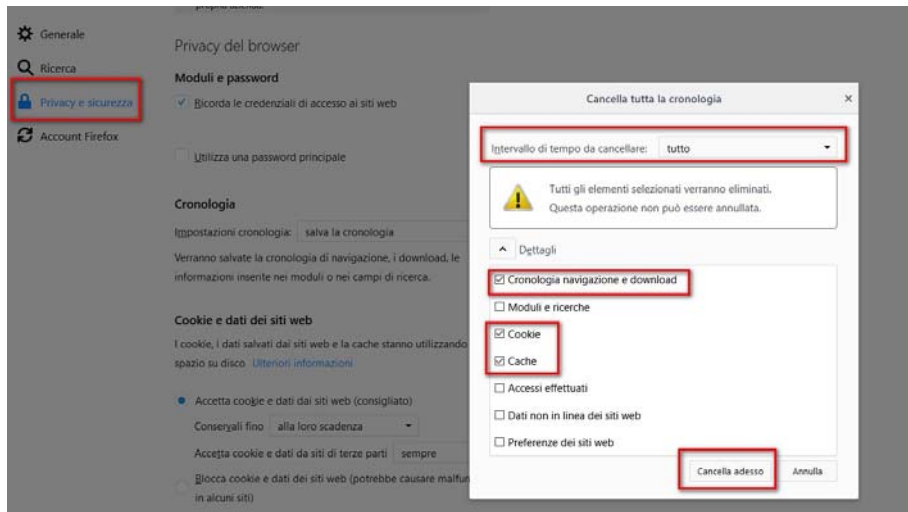 Generale
Ricerca
Privacy e sicurezza
Account Firefox
Privacy del browser
Moduli e password
Ricorda le credenziali di accesso ai siti web
Utilizza una password principale
Cronologia
Impostazioni cronologia: salva la cronologia
Verranno salvate la cronologia di navigazione, i download, le
informazioni inserite nei moduli o nei campi di ricerca.
Cookie e dati dei siti web
I cookie, i dati salvati dai siti web e la cache stanno utilizzando
spazio su disco Ulteriori informazioni
Accetta cookie e dati dai siti web (consigliato)
Conservali fino alla loro scadenza
Accetta cookie e dati da siti di terze parti sempre
Blocca cookie e dati dei siti web (potrebbe causare malfun
in alcuni siti)
Cancella tutta la cronologia
Intervallo di tempo da cancellare: tutto
Tutti gli elementi selezionati verranno eliminati.
Questa operazione non può essere annullata.
Dettagli
Cronologia navigazione e download
Moduli e ricerche
Cookie
Cache
Accessi effettuati
Dati non in linea dei siti web
Preferenze dei siti web
Cancella adesso Annulla